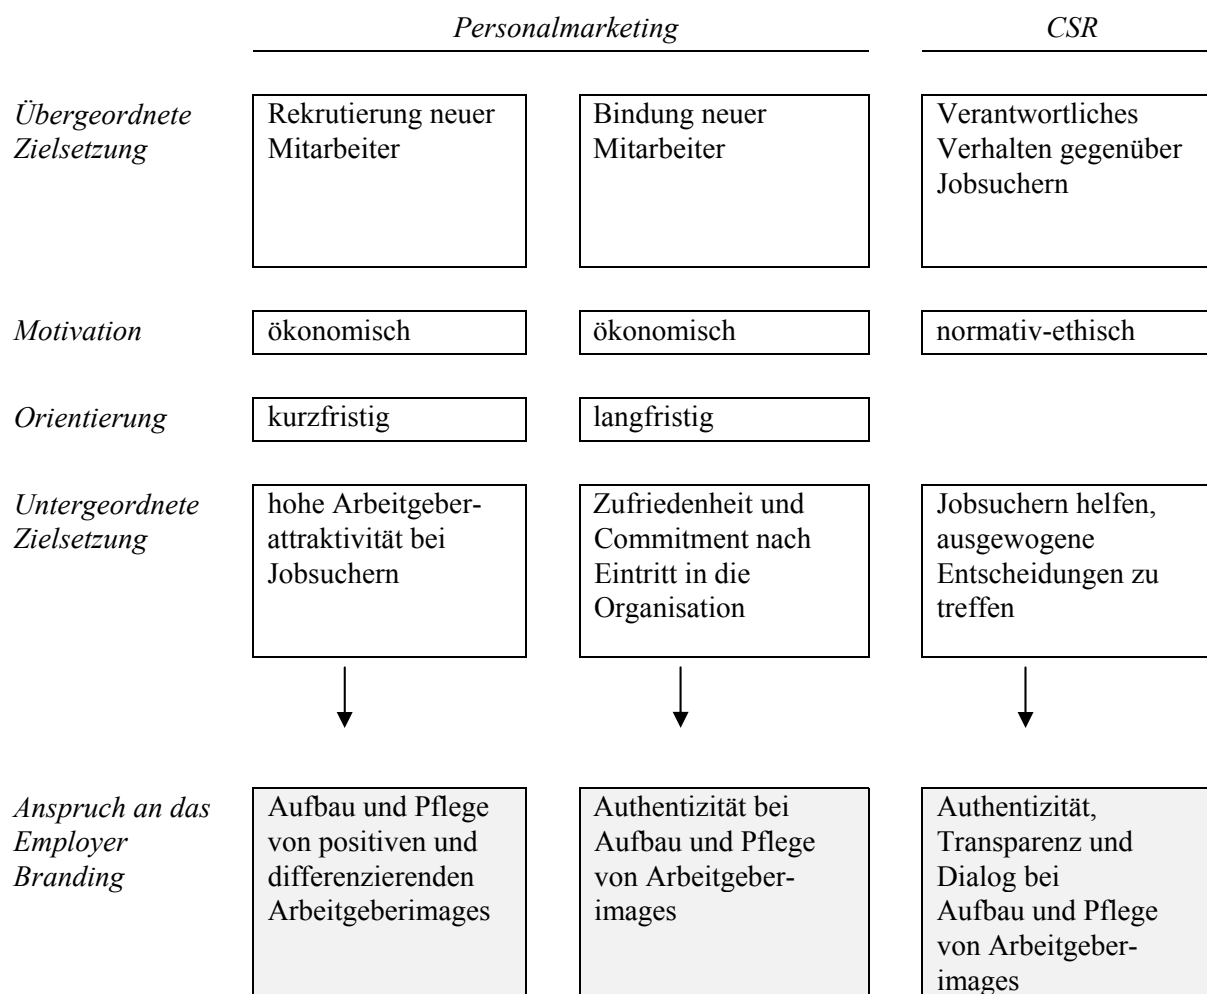 Personalmarketing
CSR
Übergeordnete
Zielsetzung
Rekrutierung neuer
Mitarbeiter
Bindung neuer
Mitarbeiter
Verantwortliches
Verhalten gegenüber
Jobsuchern
Motivation
ökonomisch
ökonomisch
normativ-ethisch
Orientierung
kurzfristig
langfristig
Untergeordnete
Zielsetzung
hohe Arbeitgeber-
attraktivität bei
Jobsuchern
Zufriedenheit und
Commitment nach
Eintritt in die
Organisation
Jobsuchern helfen,
ausgewogene
Entscheidungen zu
treffen
Anspruch an das
Employer
Branding
Aufbau und Pflege
von positiven und
differenzierenden
Arbeitgeberimages
Authentizität bei
Aufbau und Pflege
von Arbeitgeber-
images
Authentizität,
Transparenz und
Dialog bei
Aufbau und Pflege
von Arbeitgeber-
images